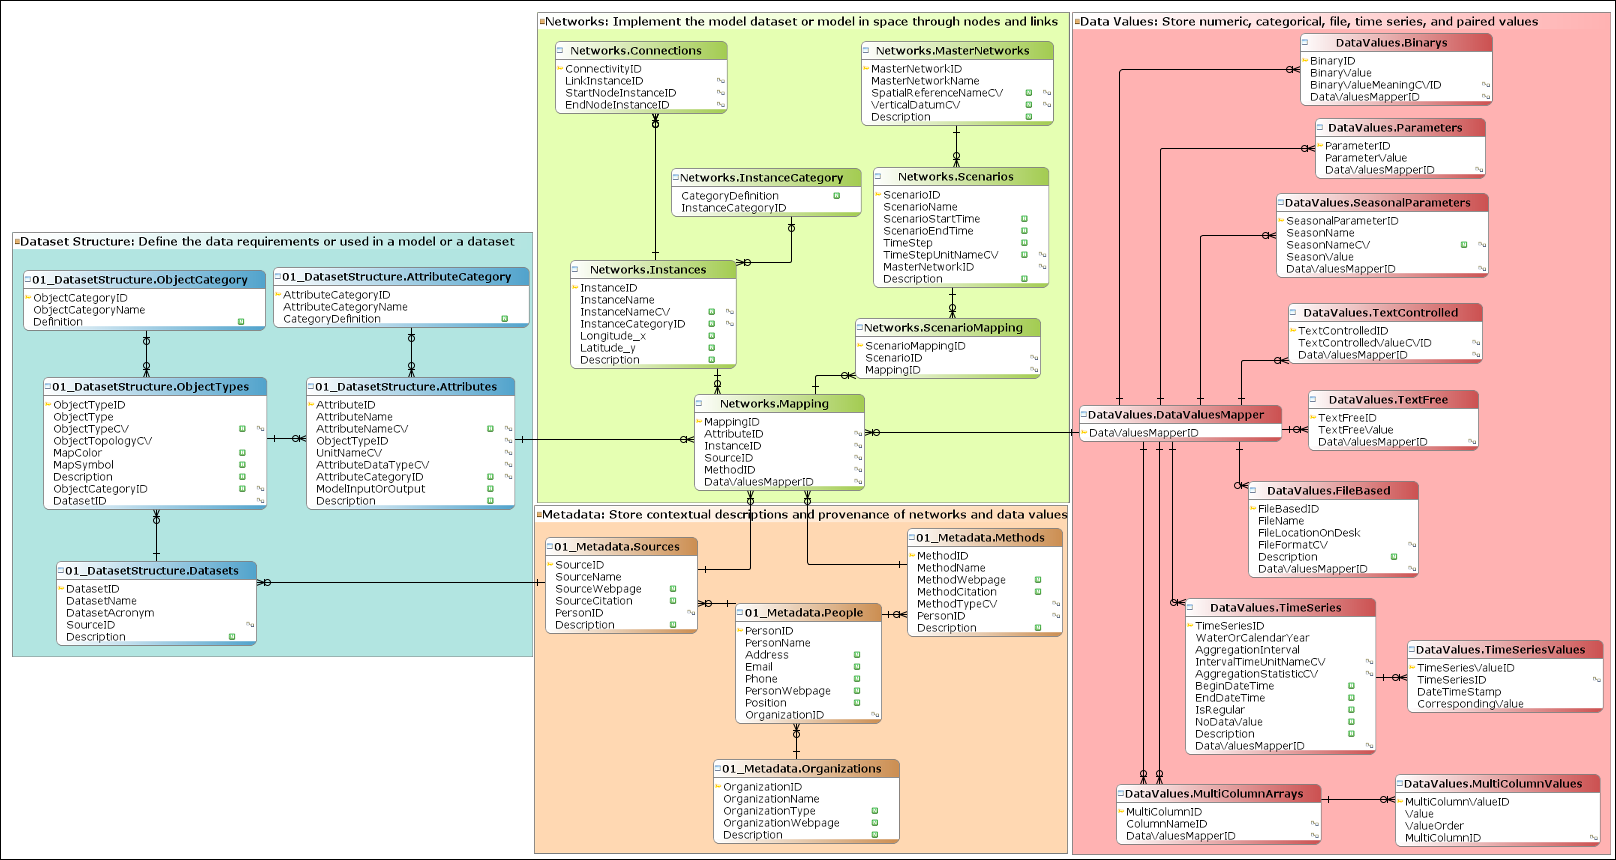 Dataset Structure: Define the data requirements or used in a model or a dataset
01_DatasetStructure.ObjectCategory
ObjectCategoryID
ObjectCategoryName
Definition
01_DatasetStructure.AttributeCategory
AttributeCategoryID
AttributeCategoryName
CategoryDefinition
01_DatasetStructure.ObjectTypes
ObjectTypeID
ObjectType
ObjectTypeCV
ObjectTopologyCV
MapColor
MapSymbol
Description
ObjectCategoryID
DatasetID
01_DatasetStructure.Attributes
AttributeID
AttributeName
AttributeNameCV
ObjectTypeID
UnitNameCV
AttributeDataTypeCV
AttributeCategoryID
ModelInputOrOutput
Description
01_DatasetStructure.Datasets
DatasetID
DatasetName
DatasetAcronym
SourceID
Description
Networks: Implement the model dataset or model in space through nodes and links
Networks.Connections
ConnectivityID
LinkInstanceID
StartNodeInstanceID
EndNodeInstanceID
Networks.MasterNetworks
MasterNetworkID
MasterNetworkName
SpatialReferenceNameCV
VerticalDatumCV
Description
Networks.InstanceCategory
CategoryDefinition
InstanceCategoryID
Networks.Scenarios
ScenarioID
ScenarioName
ScenarioStartTime
ScenarioEndTime
TimeStep
TimeStepUnitNameCV
MasterNetworkID
Description
Networks.Instances
InstanceID
InstanceName
InstanceNameCV
InstanceCategoryID
Longitude_x
Latitude_y
Description
Networks.ScenarioMapping
ScenarioMappingID
ScenarioID
MappingID
Networks.Mapping
MappingID
AttributeID
InstanceID
SourceID
MethodID
DataValuesMapperID
Metadata: Store contextual descriptions and provenance of networks and data values
01_Metadata.Sources
SourceID
SourceName
SourceWebpage
SourceCitation
PersonID
Description
01_Metadata.Methods
MethodID
MethodName
MethodWebpage
MethodCitation
MethodTypeCV
PersonID
Description
01_Metadata.People
PersonID
PersonName
Address
Email
Phone
PersonWebpage
Position
OrganizationID
01_Metadata.Organizations
OrganizationID
OrganizationName
OrganizationType
OrganizationWebpage
Description
Data Values: Store numeric, categorical, file, time series, and paired values
DataValues.Binarys
BinaryID
BinaryValue
BinaryValueMeaningCVID
DataValuesMapperID
DataValues.Parameters
ParameterID
ParameterValue
DataValuesMapperID
DataValues.SeasonalParameters
SeasonalParameterID
SeasonName
SeasonNameCV
SeasonValue
DataValuesMapperID
DataValues.TextControlled
TextControlledID
TextControlledValueCVID
DataValuesMapperID
DataValues.DataValuesMapper
DataValuesMapperID
DataValues.TextFree
TextFreeID
TextFreeValue
DataValuesMapperID
DataValues.FileBased
FileBasedID
FileName
FileLocationOnDesk
FileFormatCV
Description
DataValuesMapperID
DataValues.TimeSeries
TimeSeriesID
WaterOrCalendarYear
AggregationInterval
IntervalTimeUnitNameCV
AggregationStatisticCV
BeginDateTime
EndDateTime
IsRegular
NoDataValue
Description
DataValuesMapperID
DataValues.TimeSeriesValues
TimeSeriesValueID
TimeSeriesID
DateTimeStamp
CorrespondingValue
DataValues.MultiColumnArrays
MultiColumnID
ColumnNameID
DataValuesMapperID
DataValues.MultiColumnValues
MultiColumnValueID
Value
ValueOrder
MultiColumnID